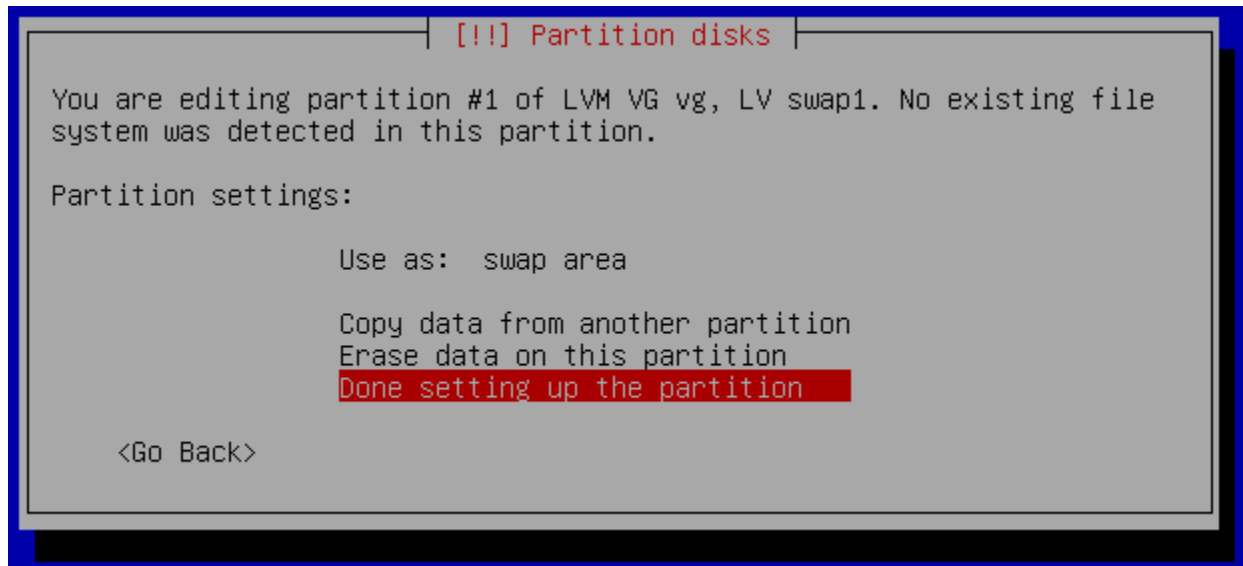 [!!] Partition disks
You are editing partition #1 of LVM VG vg, LV swap1. No existing file
system was detected in this partition.
Partition settings:
Use as:  swap area
Copy data from another partition
Erase data on this partition
Done setting up the partition
<Go Back>